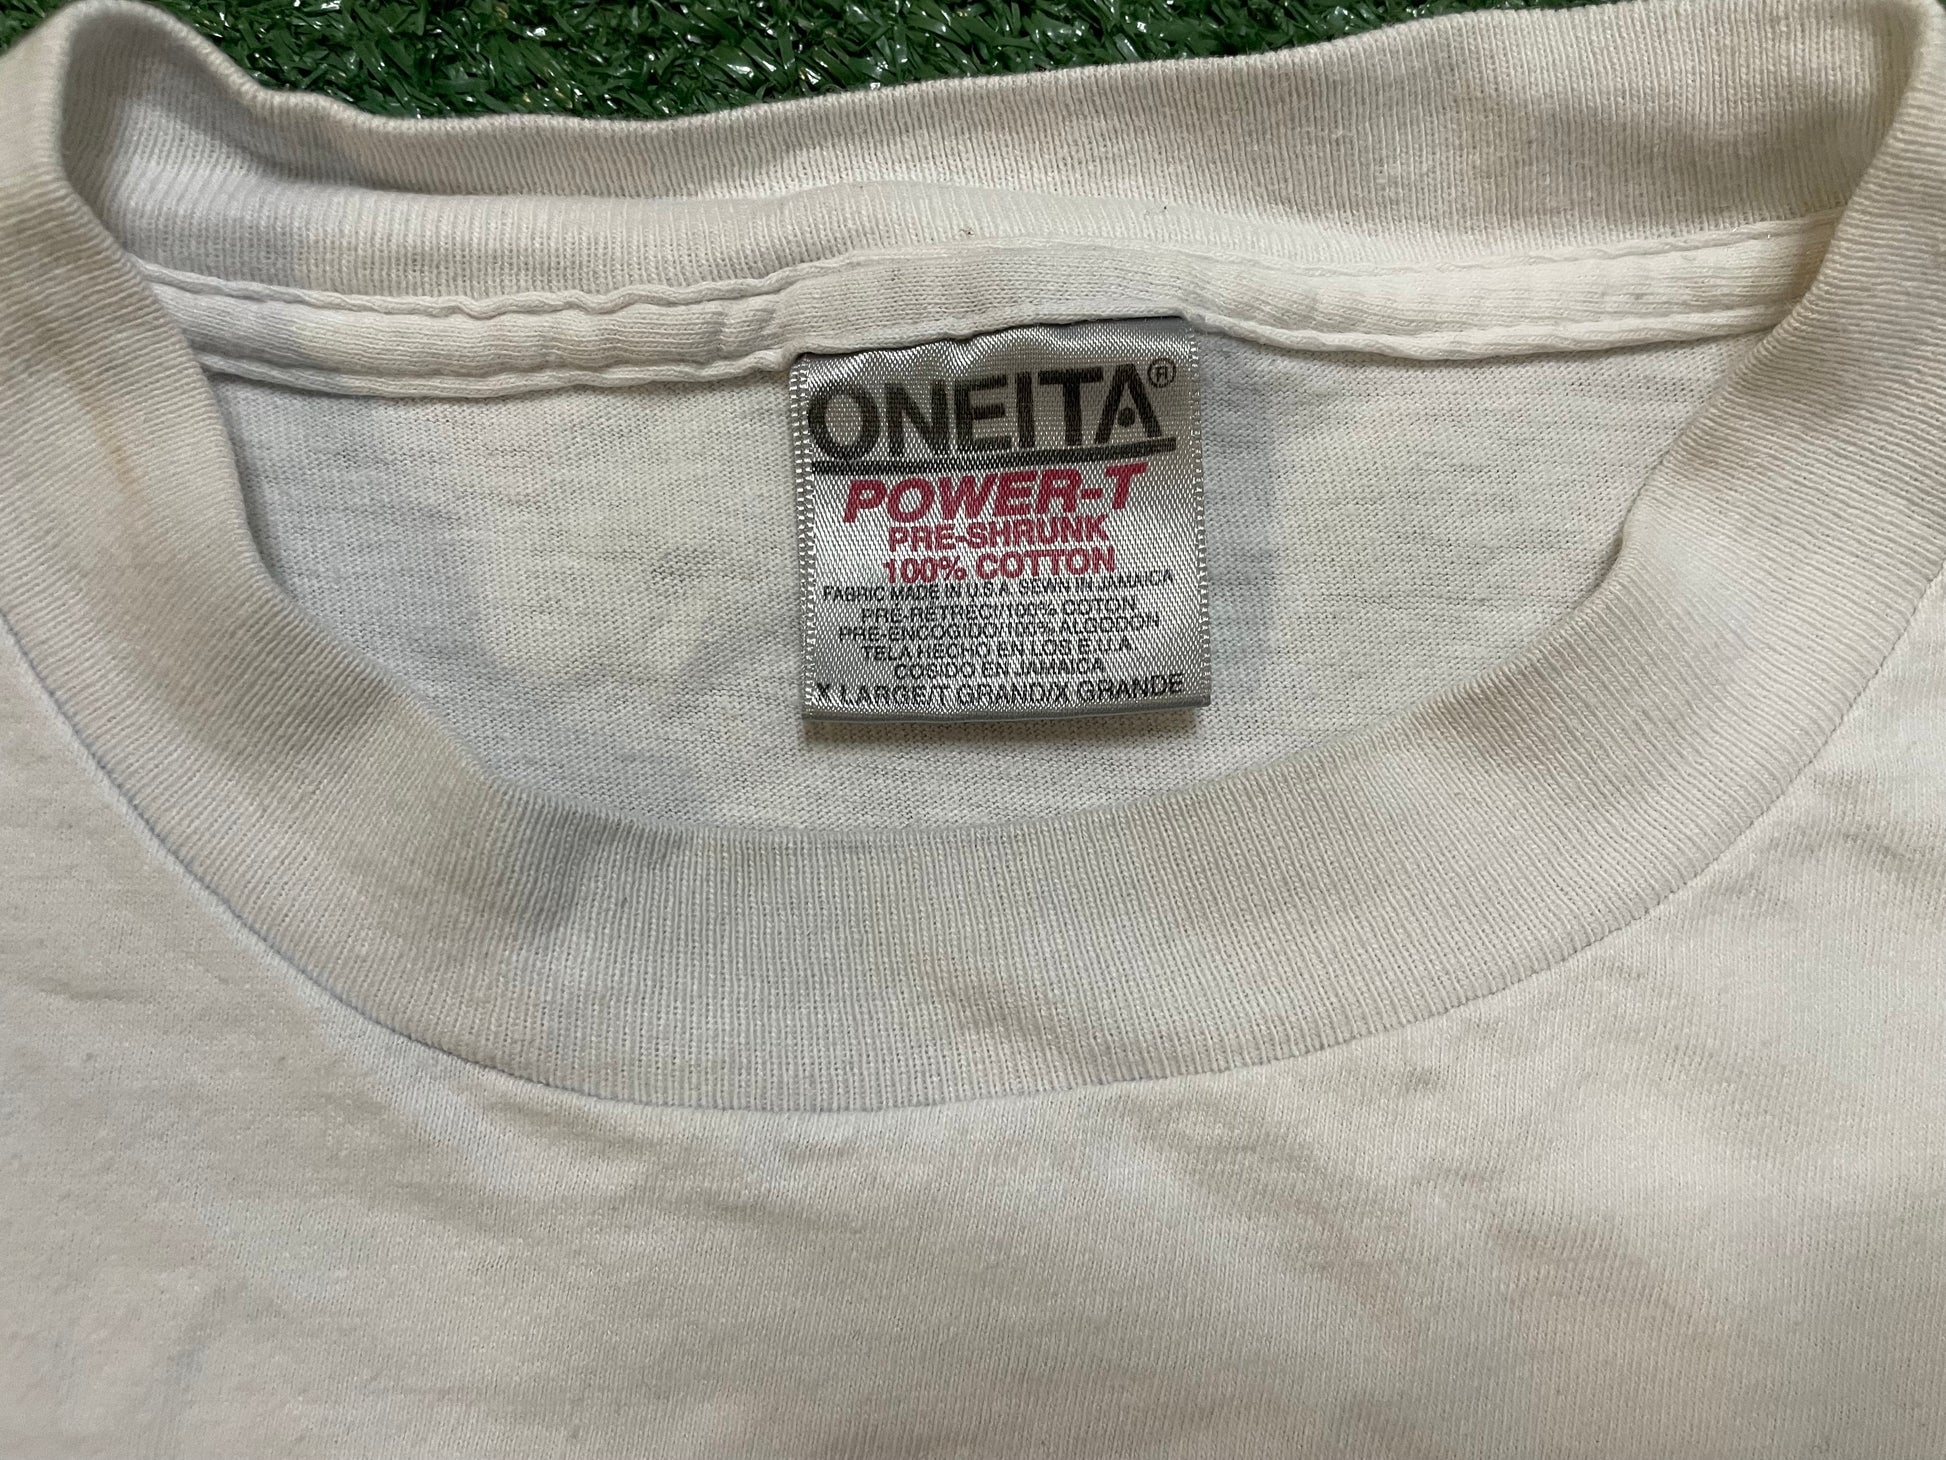 ONEITA®
POWER-T
PRE-SHRUNK
100% COTTON
FABRIC MADE IN U.S.A. SEWN IN JAMAICA
PRE-RETRECI/100% COTON
PRE-ENCOGIDO/100% ALGODON
TELA HECHO EN LOS E.U.A.
COSIDO EN JAMAICA
X LARGE/T GRAND/X GRANDE